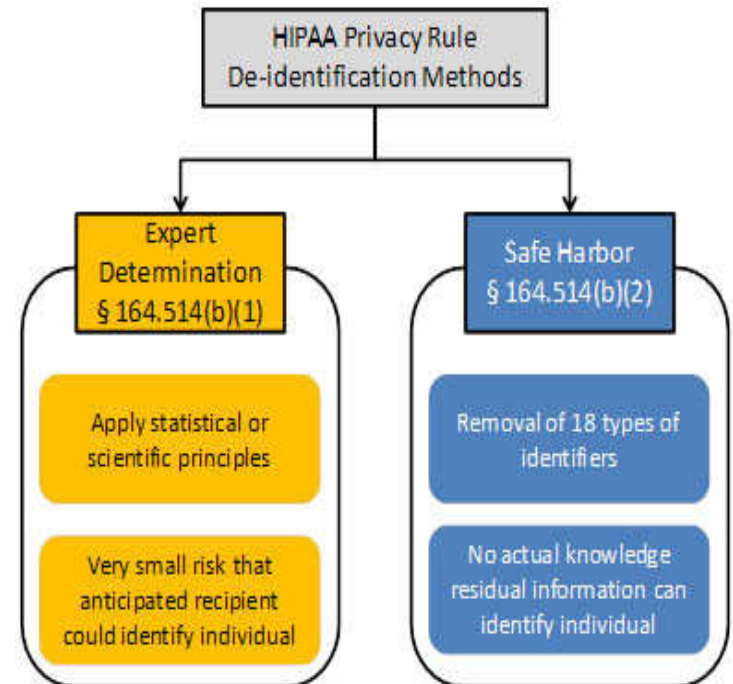 HIPAA Privacy Rule
De-identification Methods
Expert
Determination
§ 164.514(b)(1)
Apply statistical or
scientific principles
Very small risk that
anticipated recipient
could identify individual
Safe Harbor
§ 164.514(b)(2)
Removal of 18 types of
identifiers
No actual knowledge
residual information can
identify individual